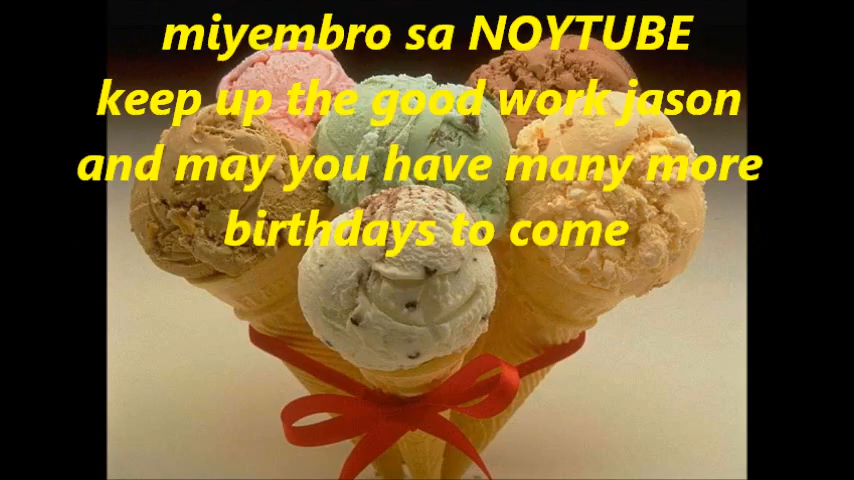 miyembro sa NOYTUBE
keep up the good work jason
and may you have many more
birthdays to come